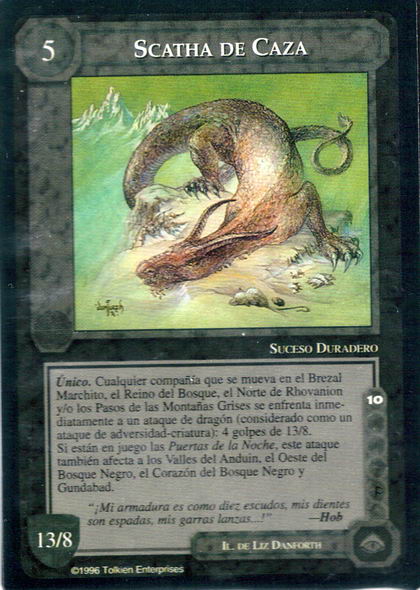 5
SCATHA DE CAZA
SUCESO DURADERO
Único. Cualquier compañía que se mueva en el Brezal
Marchito, el Reino del Bosque, el Norte de Rhovanion
y/o los Pasos de las Montañas Grises se enfrenta inme-
diatamente a un ataque de dragón (considerado como un
ataque de adversidad-criatura): 4 golpes de 13/8.
Si están en juego las Puertas de la Noche, este ataque
también afecta a los Valles del Anduin, el Oeste del
Bosque Negro, el Corazón del Bosque Negro y
Gundabad.
10
"¡Mi armadura es como diez escudos, mis dientes
son espadas, mis garras lanzas...!" —Hob
13/8
IL. DE LIZ DANFORTH
©1996 Tolkien Enterprises